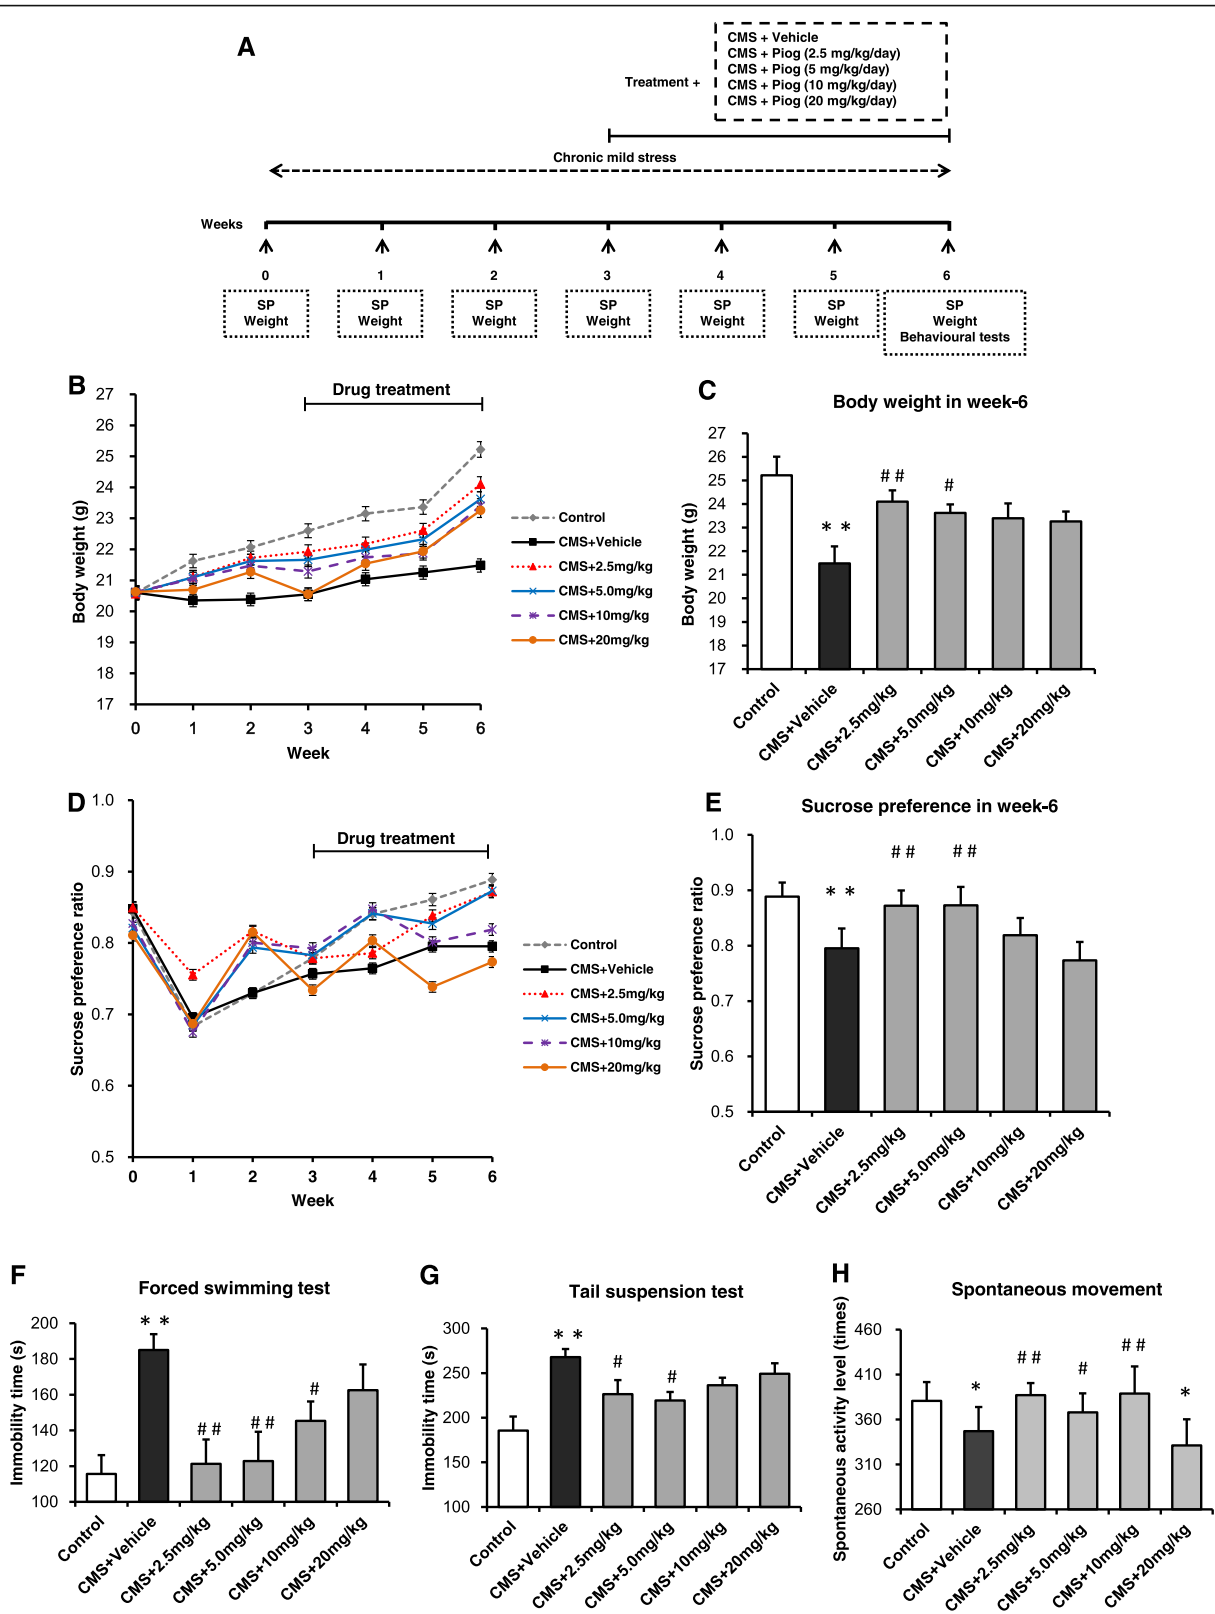 A
CMS + Vehicle
CMS + Piog (2.5 mg/kg/day)
CMS + Piog (5 mg/kg/day)
CMS + Piog (10 mg/kg/day)
CMS + Piog (20 mg/kg/day)
Treatment +
Chronic mild stress
Weeks
0 1 2 3 4 5 6
SP SP SP SP SP SP SP
Weight Weight Weight Weight Weight Weight Weight
Behavioural tests
B
Drug treatment
Body weight (g)
27
26
25
24
23
22
21
20
19
18
17
0 1 2 3 4 5 6
Week
Control
CMS+Vehicle
CMS+2.5mg/kg
CMS+5.0mg/kg
CMS+10mg/kg
CMS+20mg/kg
C
Body weight in week-6
Body weight (g)
27
26
25
24
23
22
21
20
19
18
17
* *
# #
#
Control
CMS+Vehicle
CMS+2.5mg/kg
CMS+5.0mg/kg
CMS+10mg/kg
CMS+20mg/kg
D
Drug treatment
Sucrose preference ratio
1.0
0.9
0.8
0.7
0.6
0.5
0 1 2 3 4 5 6
Week
Control
CMS+Vehicle
CMS+2.5mg/kg
CMS+5.0mg/kg
CMS+10mg/kg
CMS+20mg/kg
E
Sucrose preference in week-6
Sucrose preference ratio
1.0
0.9
0.8
0.7
0.6
0.5
* *
# #
# #
Control
CMS+Vehicle
CMS+2.5mg/kg
CMS+5.0mg/kg
CMS+10mg/kg
CMS+20mg/kg
F
Forced swimming test
Immobility time (s)
200
180
160
140
120
100
* *
# #
# #
#
Control
CMS+Vehicle
CMS+2.5mg/kg
CMS+5.0mg/kg
CMS+10mg/kg
CMS+20mg/kg
G
Tail suspension test
Immobility time (s)
300
250
200
150
100
* *
#
#
Control
CMS+Vehicle
CMS+2.5mg/kg
CMS+5.0mg/kg
CMS+10mg/kg
CMS+20mg/kg
H
Spontaneous movement
Spontaneous activity level (times)
460
410
360
310
260
*
# #
#
# #
*
Control
CMS+Vehicle
CMS+2.5mg/kg
CMS+5.0mg/kg
CMS+10mg/kg
CMS+20mg/kg